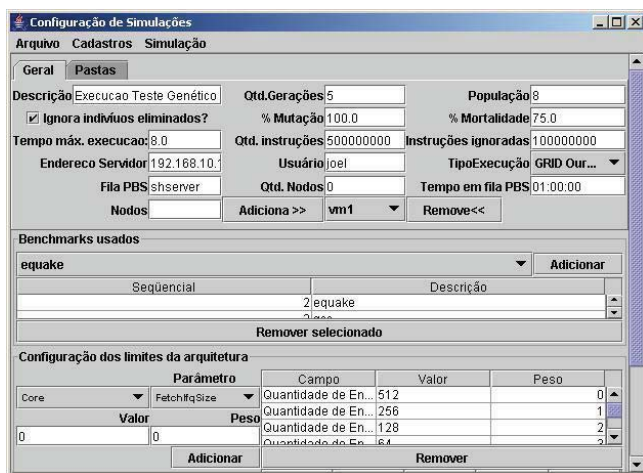 Configuração de Simulações
Arquivo Cadastros Simulação
Geral Pastas
Descrição Execucao Teste Genético Qtd.Gerações 5 População 8
Ignora indivíuos eliminados? % Mutação 100.0 % Mortalidade 75.0
Tempo máx. execucao: 8.0 Qtd. instruções 500000000 Instruções ignoradas 100000000
Endereco Servidor 192.168.10. Usuário joel TipoExecução GRID Our...
Fila PBS shserver Qtd. Nodos 0 Tempo em fila PBS 01:00:00
Nodos Adiciona >> vm1 Remove<<
Benchmarks usados
equake Adicionar
Seqüencial Descrição
2 equake
Remover selecionado
Configuração dos limites da arquitetura
Parâmetro Campo Valor Peso
Core FetchIfqSize Quantidade de En... 512 0
Valor Peso Quantidade de En... 256 1
0 0 Quantidade de En... 128 2
Quantidade de En... 64 3
Adicionar Remover